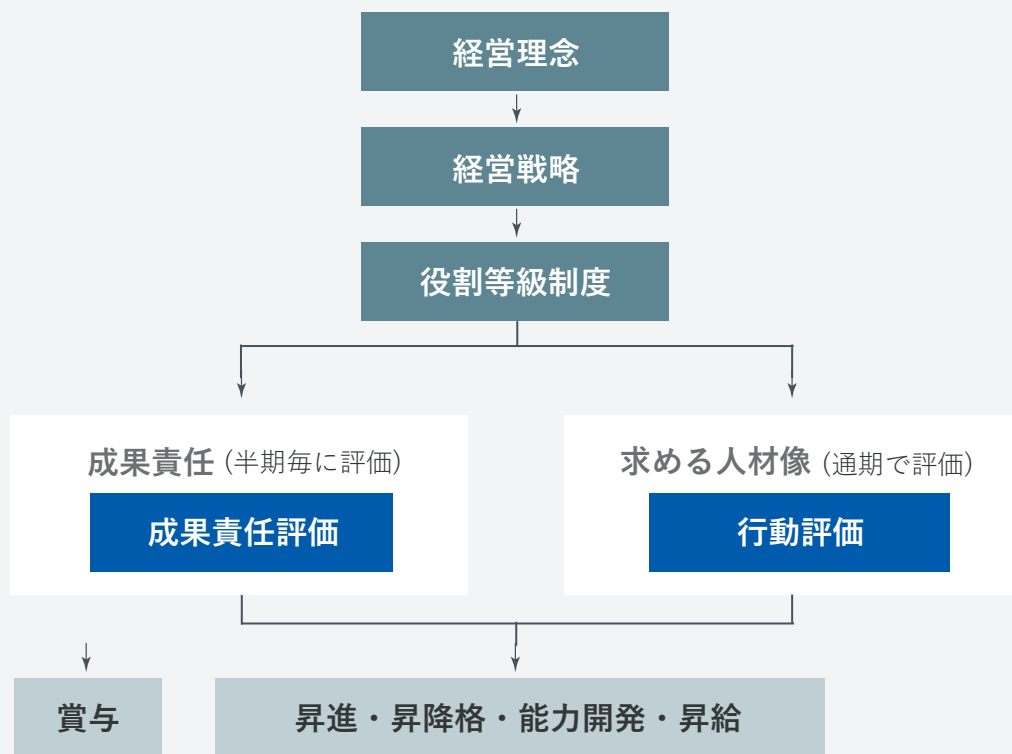 経営理念
経営戦略
役割等級制度
成果責任 (半期毎に評価)
成果責任評価
求める人材像 (通期で評価)
行動評価
賞与
昇進・昇降格・能力開発・昇給